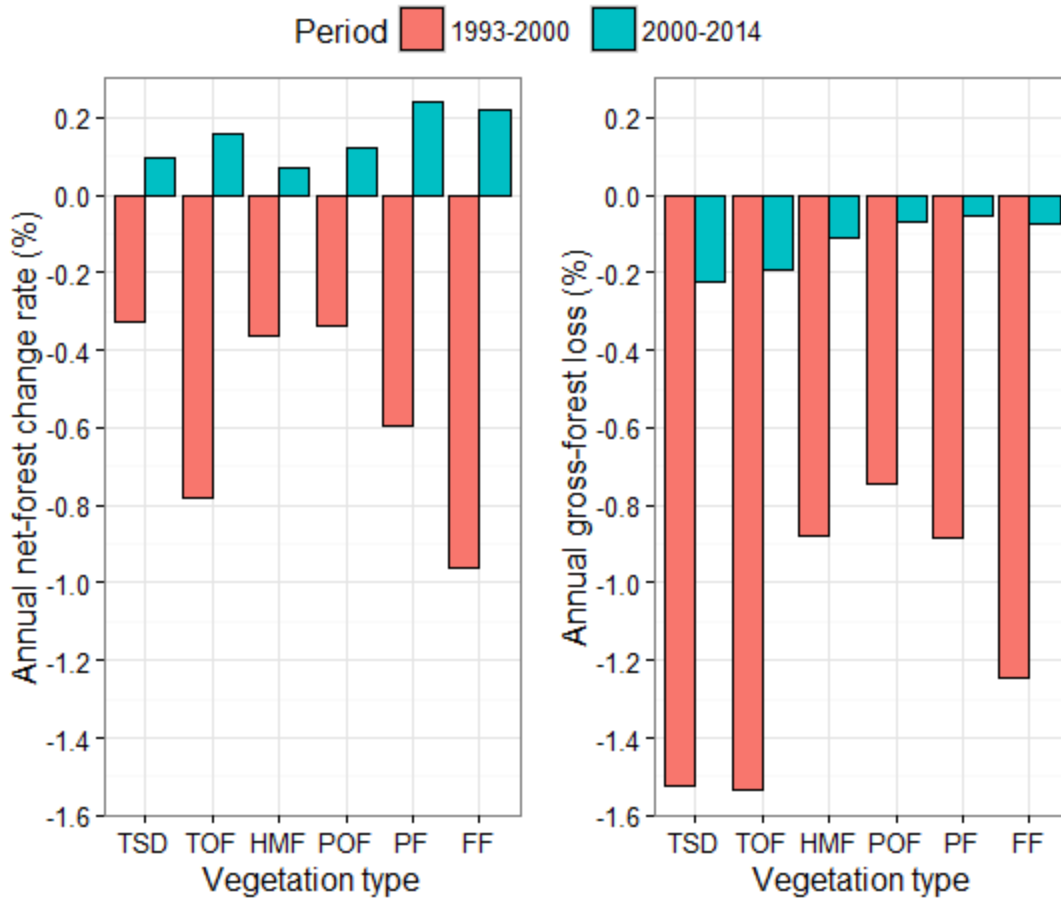 Period 1993-2000 2000-2014
Annual net-forest change rate (%)
0.2
0.0
-0.2
-0.4
-0.6
-0.8
-1.0
-1.2
-1.4
-1.6
TSD TOF HMF POF PF FF
Vegetation type
Annual gross-forest loss (%)
0.2
0.0
-0.2
-0.4
-0.6
-0.8
-1.0
-1.2
-1.4
-1.6
TSD TOF HMF POF PF FF
Vegetation type